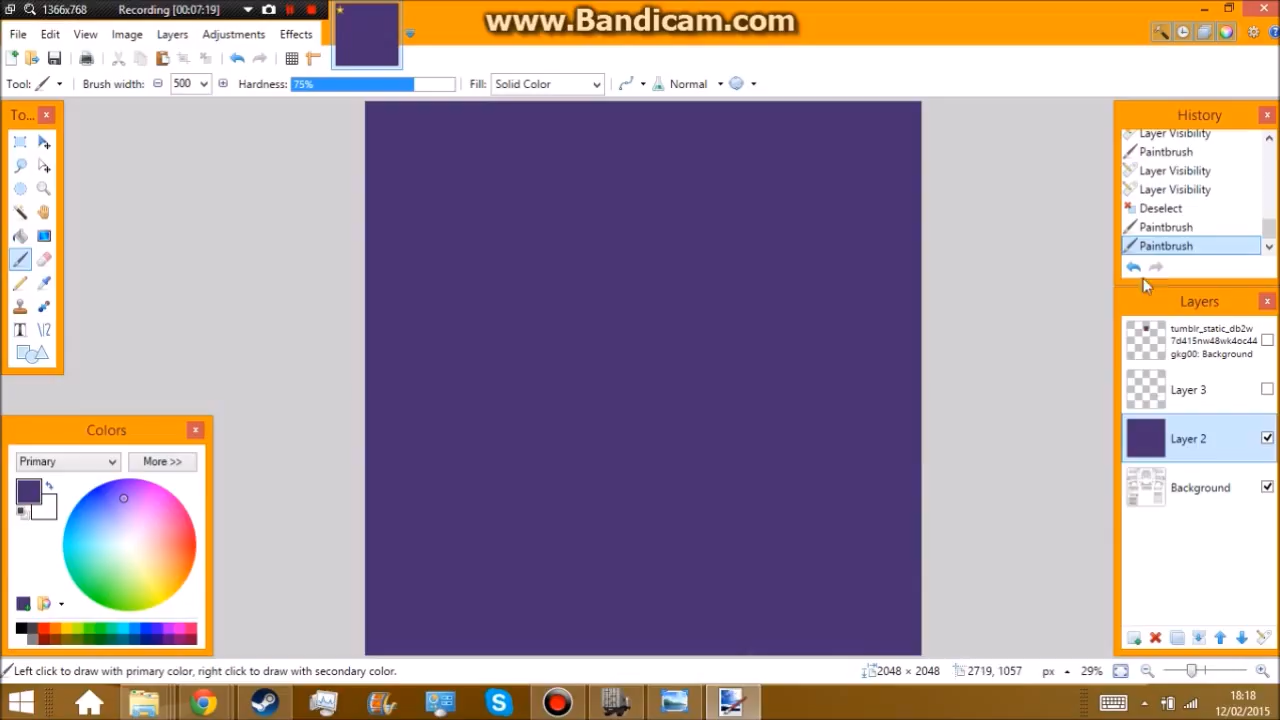 1366x768 Recording [00:07:19]
www.Bandicam.com
File Edit View Image Layers Adjustments Effects
Tool: Brush width: 500 Hardness: 75% Fill: Solid Color Normal
To...
History
Layer Visibility
Paintbrush
Layer Visibility
Layer Visibility
Deselect
Paintbrush
Paintbrush
Layers
tumblr_static_db2w
7d415nw48wk4oc44
gkg00: Background
Layer 3
Layer 2
Background
Colors
Primary More >>
Left click to draw with primary color, right click to draw with secondary color.
2048 × 2048 2719, 1057 px 29%
18:18
12/02/2015